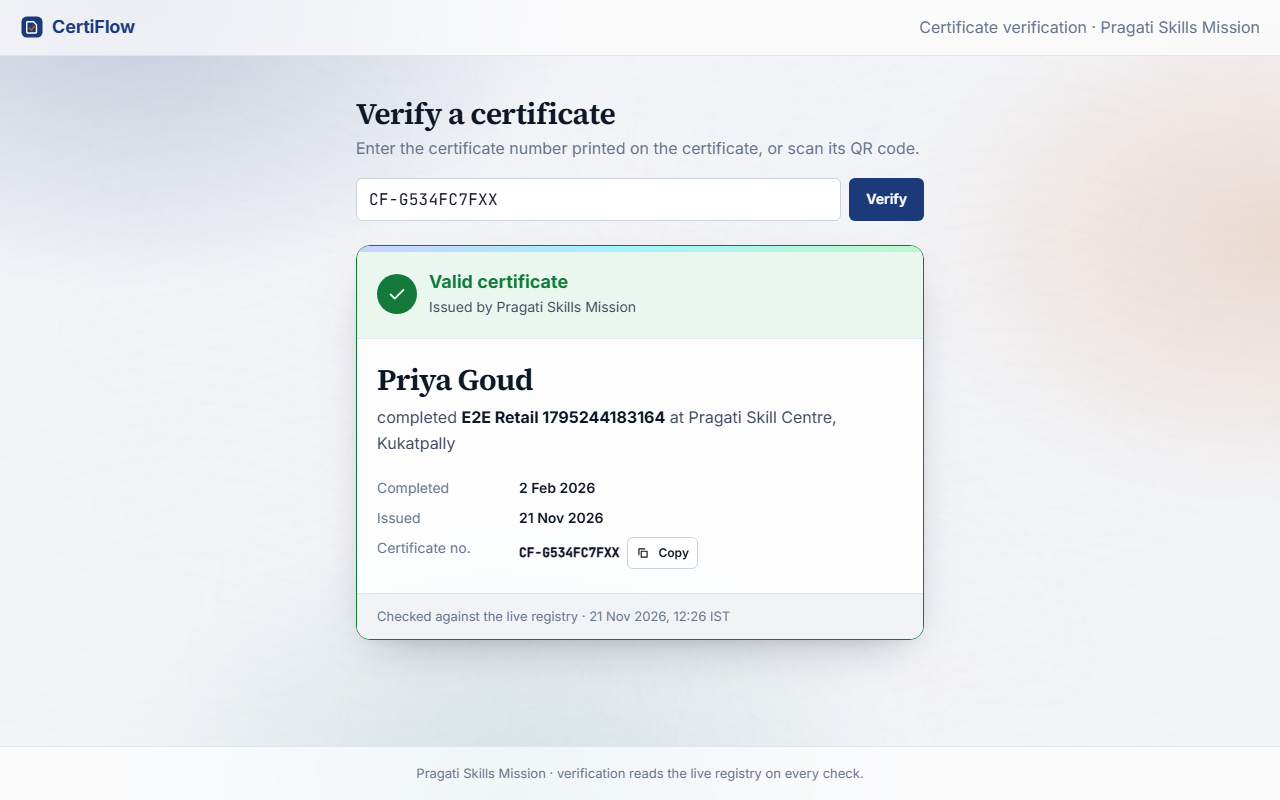 CertiFlow
Certificate verification · Pragati Skills Mission
Verify a certificate
Enter the certificate number printed on the certificate, or scan its QR code.
CF-G534FC7FXX
Verify
Valid certificate
Issued by Pragati Skills Mission
Priya Goud
completed E2E Retail 1795244183164 at Pragati Skill Centre,
Kukatpally
Completed 2 Feb 2026
Issued 21 Nov 2026
Certificate no. CF-G534FC7FXX Copy
Checked against the live registry · 21 Nov 2026, 12:26 IST
Pragati Skills Mission · verification reads the live registry on every check.